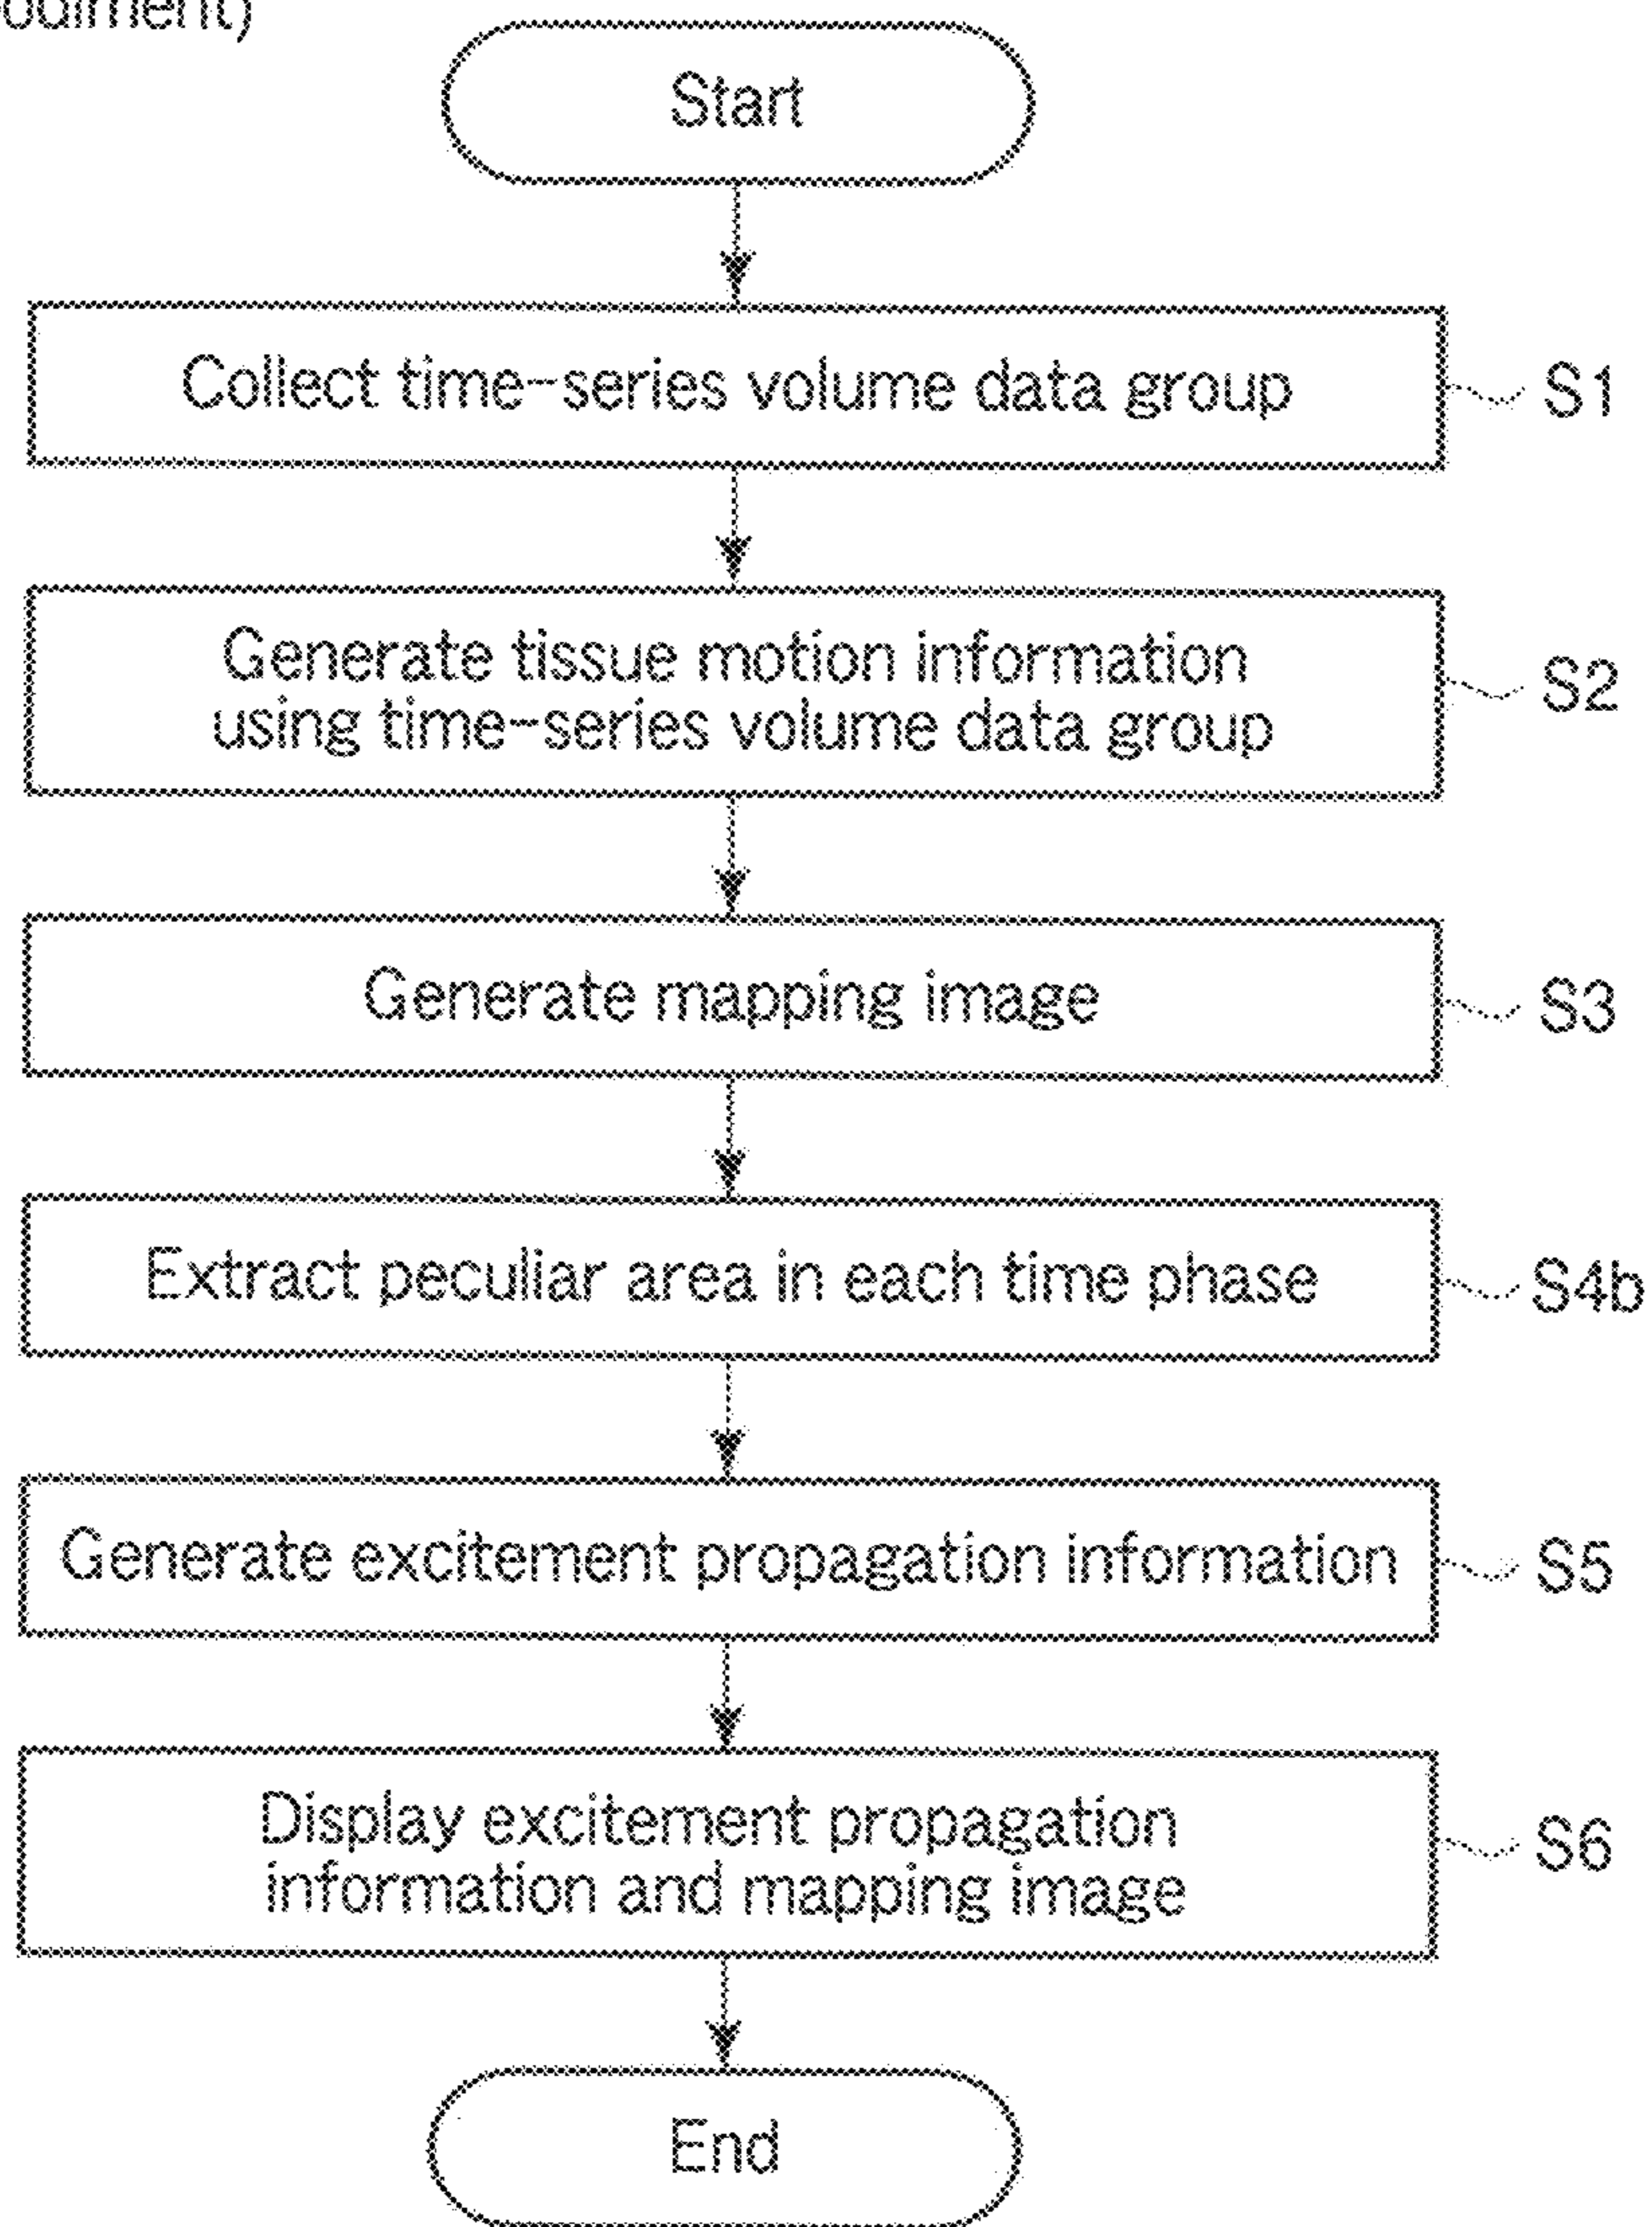 Start
Collect time-series volume data group
S1
Generate tissue motion information
using time-series volume data group
S2
Generate mapping image
S3
Extract peculiar area in each time phase
S4b
Generate excitement propagation information
S5
Display excitement propagation
information and mapping image
S6
End